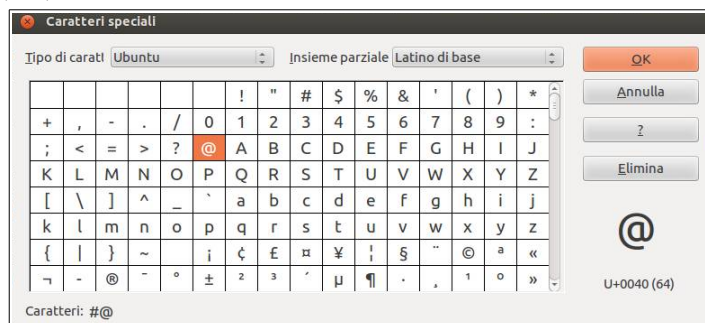 Caratteri speciali
Tipo di caratt Ubuntu Insieme parziale Latino di base OK
! " # $ % & ' ( ) * Annulla
+ , - . / 0 1 2 3 4 5 6 7 8 9 :
?
; < = > ? @ A B C D E F G H I J
K L M N O P Q R S T U V W X Y Z Elimina
[ \ ] ^ _ ` a b c d e f g h i j
k l m n o p q r s t u v w x y z
@
{ | } ~ ¡ ¢ £ ¤ ¥ ¦ § ¨ © ª «
¬ - ® ¯ ° ± ² ³ ´ µ ¶ · ¸ ¹ º »
U+0040 (64)
Caratteri: #@